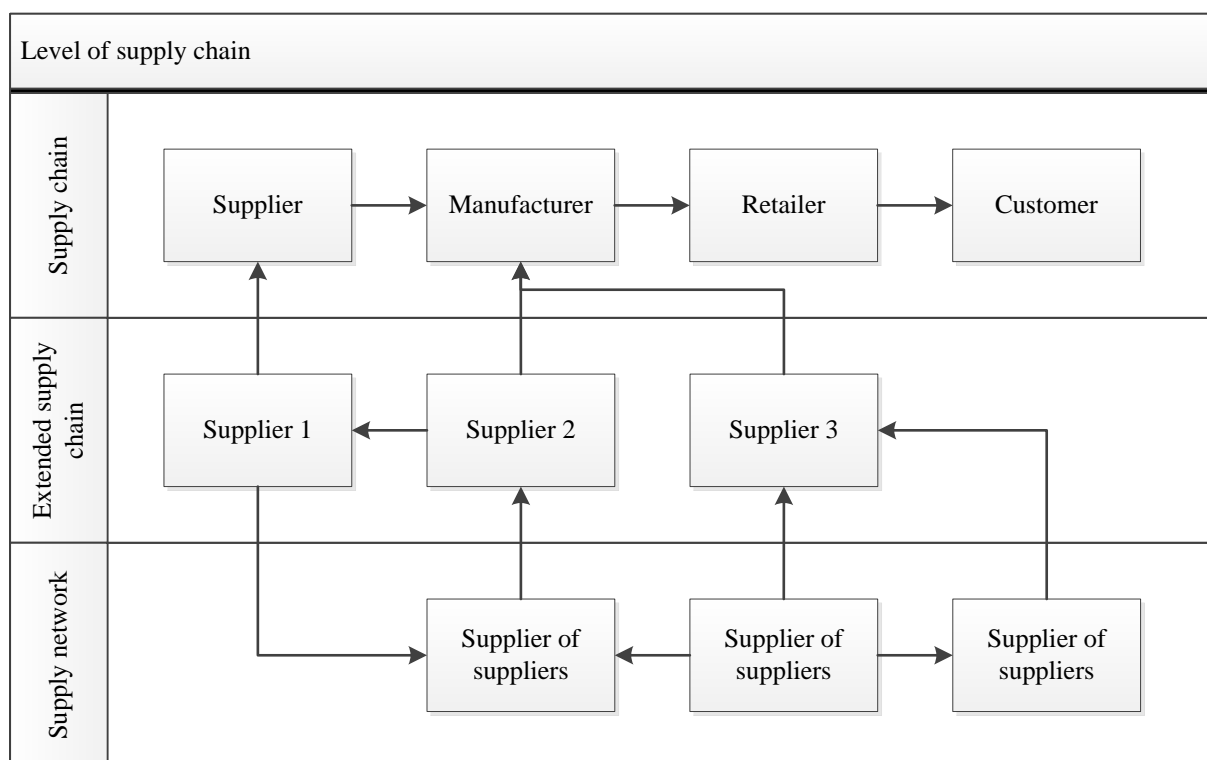 Level of supply chain
Supply chain
Supplier
Manufacturer
Retailer
Customer
Extended supply
chain
Supplier 1
Supplier 2
Supplier 3
Supply network
Supplier of
suppliers
Supplier of
suppliers
Supplier of
suppliers